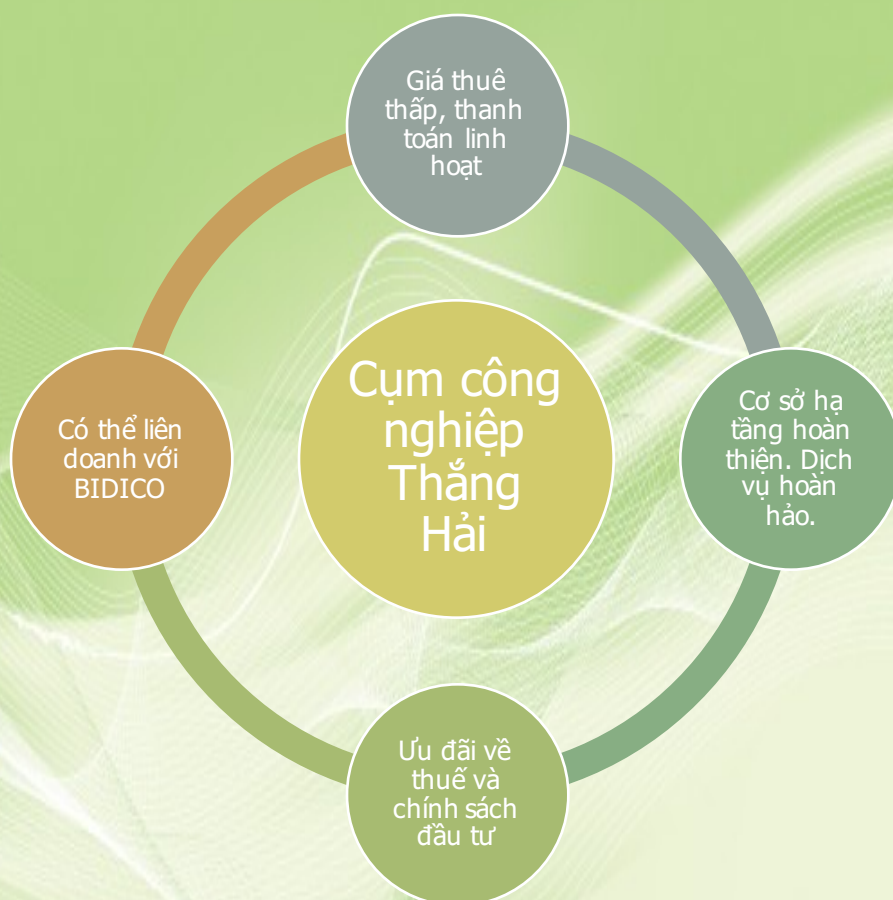 Giá thuê
thấp, thanh
toán linh
hoạt
Cụm công
nghiệp
Thắng
Hải
Có thể liên
doanh với
BIDICO
Cơ sở hạ
tầng hoàn
thiện. Dịch
vụ hoàn
hảo.
Ưu đãi về
thuế và
chính sách
đầu tư